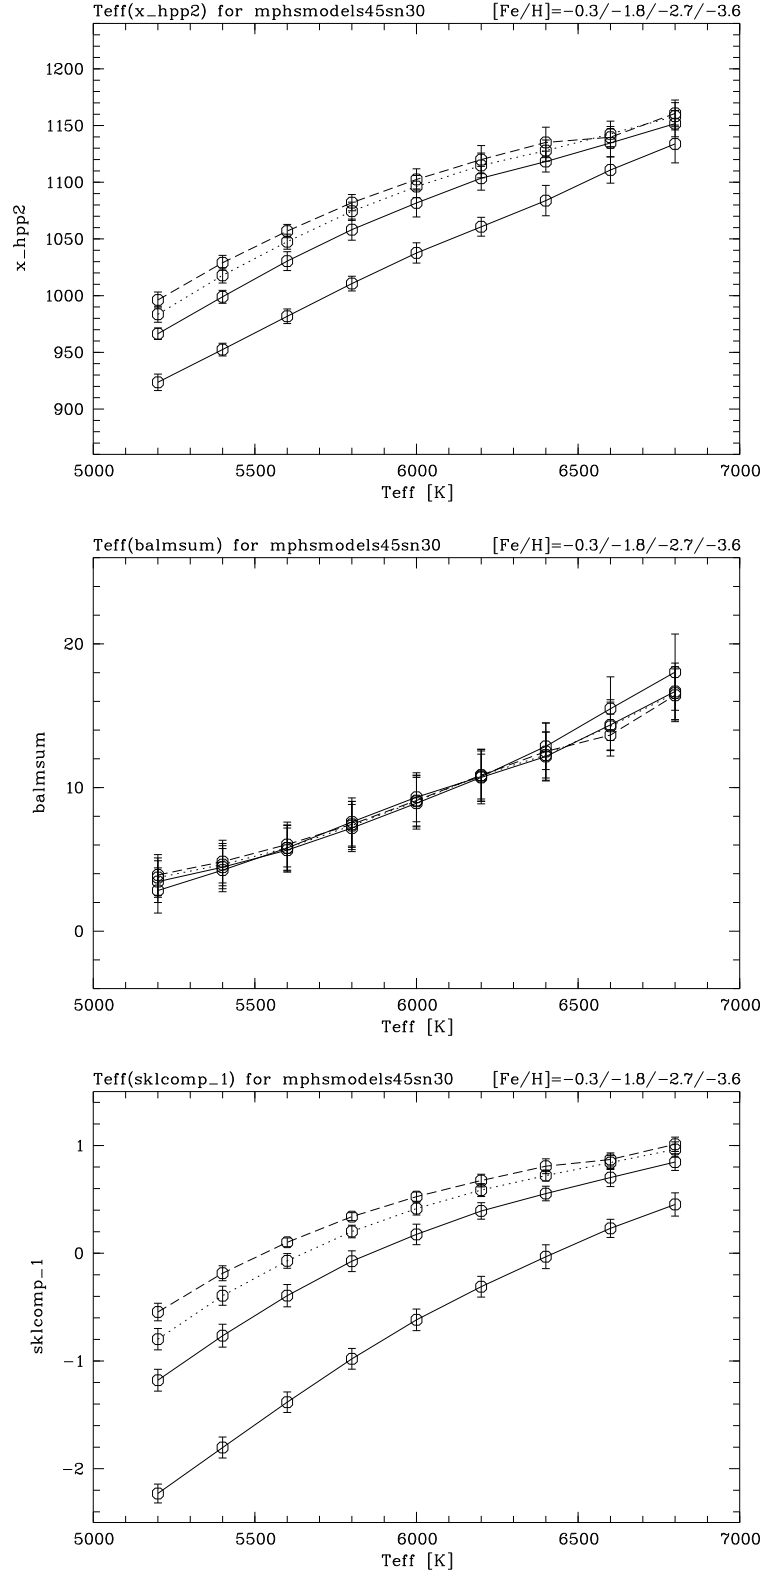 Teff(x_hpp2) for mphsmodels45sn30 [Fe/H]=−0.3/−1.8/−2.7/−3.6
1200
1150
1100
1050
1000
950
900
x_hpp2
5000 5500 6000 6500 7000
Teff [K]
Teff(balmsum) for mphsmodels45sn30 [Fe/H]=−0.3/−1.8/−2.7/−3.6
20
10
0
balmsum
5000 5500 6000 6500 7000
Teff [K]
Teff(sklcomp_1) for mphsmodels45sn30 [Fe/H]=−0.3/−1.8/−2.7/−3.6
1
0
−1
−2
sklcomp_1
5000 5500 6000 6500 7000
Teff [K]